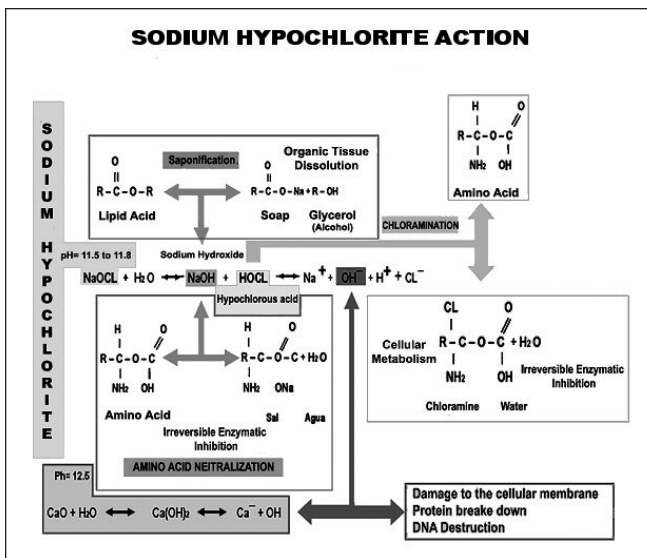 SODIUM HYPOCHLORITE ACTION
SODIUM HYPOCHLORITE
Saponification
Organic Tissue
Dissolution
O
||
R-C-O-R
O
||
R-C-O-Na + R-OH
Lipid Acid
Soap
Glycerol
(Alcohol)
H O
R-C-O-C
NH₂ OH
Amino Acid
CHLORAMINATION
pH= 11.5 to 11.8
Sodium Hydroxide
NaOCL + H₂O ↔ NaOH + HOCL ↔ Na⁺ + OH⁻ + H⁺ + CL⁻
Hypochlorous acid
H O
R-C-O-C
NH₂ OH
Amino Acid
H O
R-C-O-C+H₂O
NH₂ ONa
Sal Agua
Irreversible Enzymatic
Inhibition
AMINO ACID NEITRALIZATION
Cellular
Metabolism
CL O
R-C-O-C +H₂O
NH₂ OH
Irreversible Enzymatic
Inhibition
Chloramine Water
Ph= 12.5
CaO + H₂O ↔ Ca(OH)₂ ↔ Ca⁻ + OH
Damage to the cellular membrane
Protein breake down
DNA Destruction